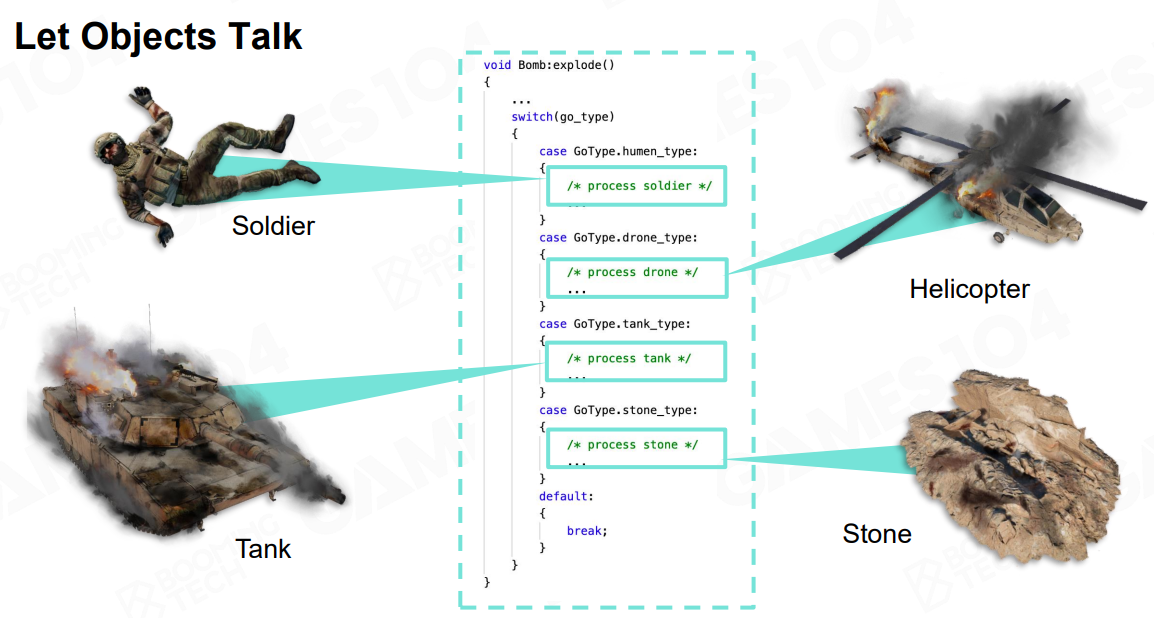 Let Objects Talk
void Bomb:explode()
{
...
switch(go_type)
{
case GoType.humen_type:
{
/* process soldier */
...
}
case GoType.drone_type:
{
/* process drone */
...
}
case GoType.tank_type:
{
/* process tank */
...
}
case GoType.stone_type:
{
/* process stone */
...
}
default:
{
break;
}
}
}
Soldier
Helicopter
Tank
Stone
BOOMING
TECH
GAMES104